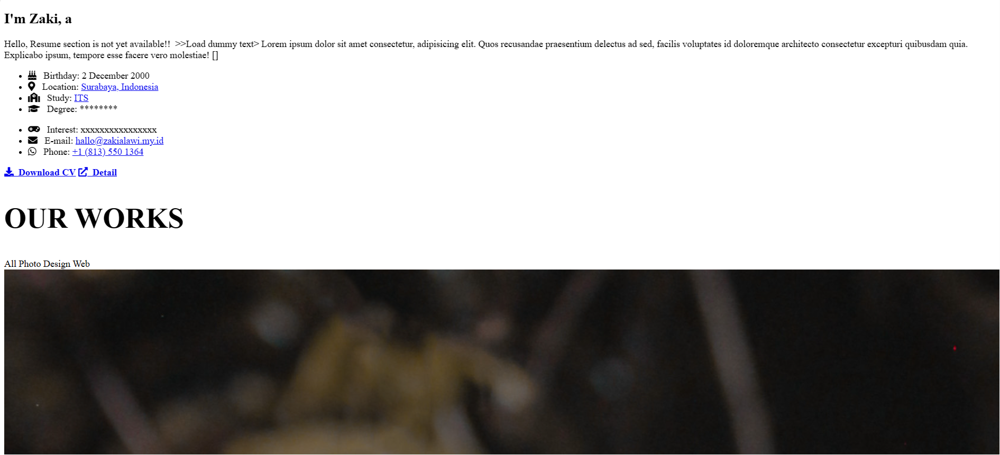 I'm Zaki, a
Hello, Resume section is not yet available!!  >>Load dummy text> Lorem ipsum dolor sit amet consectetur, adipisicing elit. Quos recusandae praesentium delectus ad sed, facilis voluptates id doloremque architecto consectetur excepturi quibusdam quia.
Explicabo ipsum, tempore esse facere vero molestiae! []
Birthday: 2 December 2000
Location: Surabaya, Indonesia
Study: ITS
Degree: ********
Interest: xxxxxxxxxxxxxxxx
E-mail: hallo@zakialawi.my.id
Phone: +1 (813) 550 1364
Download CV Detail
OUR WORKS
All Photo Design Web